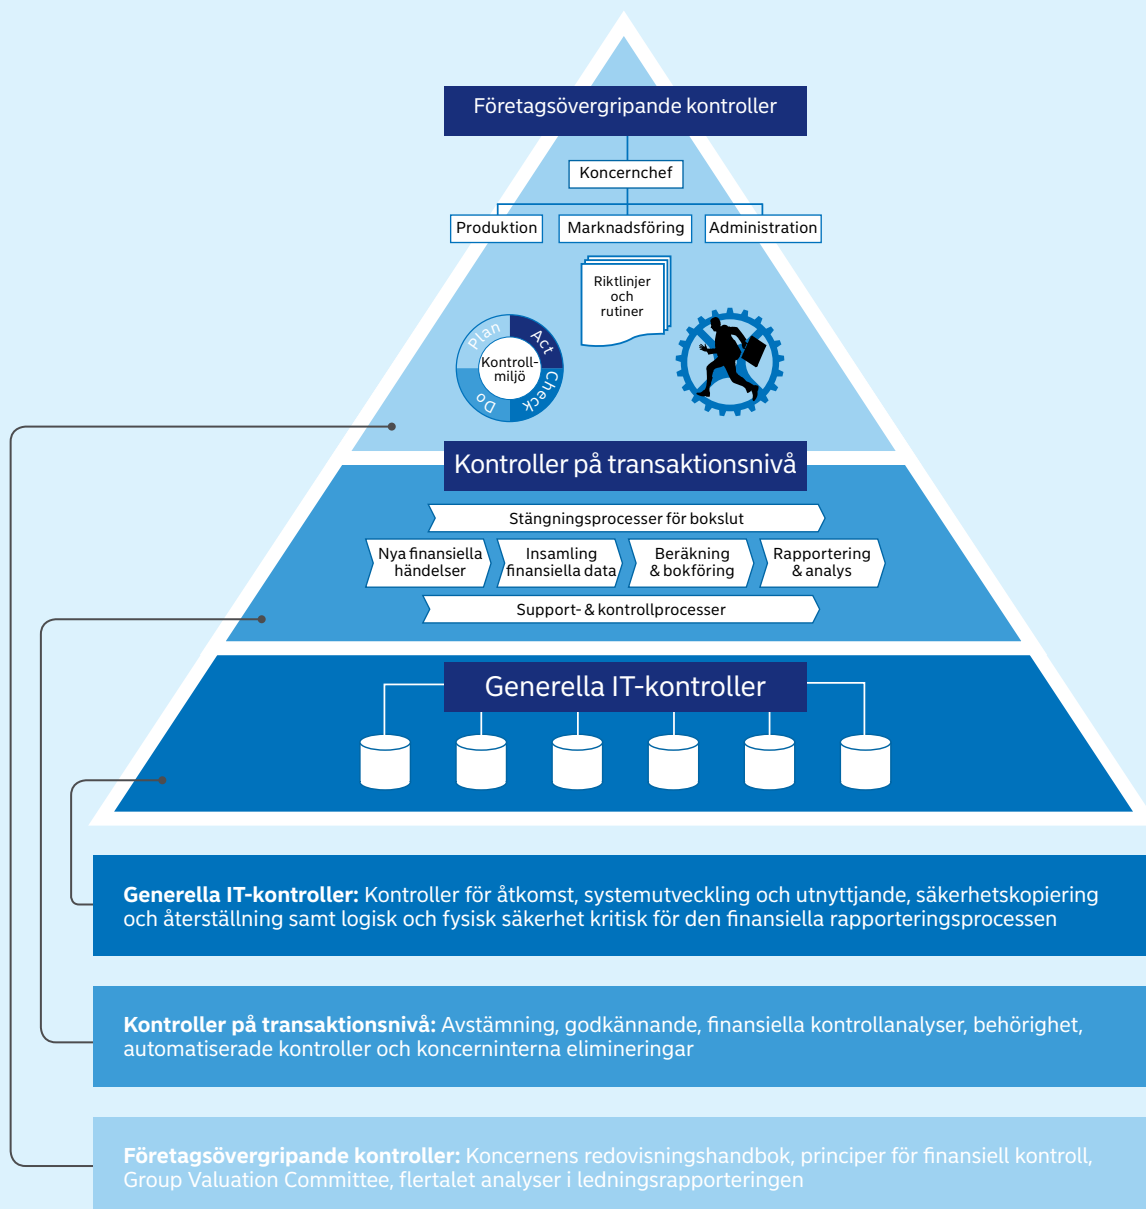 Företagsövergripande kontroller
Koncernchef
Produktion
Marknadsföring
Administration
Riktlinjer
och
rutiner
Plan
Act
Check
Do
Kontroll-
miljö
Kontroller på transaktionsnivå
Stängningsprocesser för bokslut
Nya finansiella
händelser
Insamling
finansiella data
Beräkning
& bokföring
Rapportering
& analys
Support- & kontrollprocesser
Generella IT-kontroller
Generella IT-kontroller: Kontroller för åtkomst, systemutveckling och utnyttjande, säkerhetskopiering
och återställning samt logisk och fysisk säkerhet kritisk för den finansiella rapporteringsprocessen
Kontroller på transaktionsnivå: Avstämning, godkännande, finansiella kontrollanalyser, behörighet,
automatiserade kontroller och koncerninterna elimineringar
Företagsövergripande kontroller: Koncernens redovisningshandbok, principer för finansiell kontroll,
Group Valuation Committee, flertalet analyser i ledningsrapporteringen